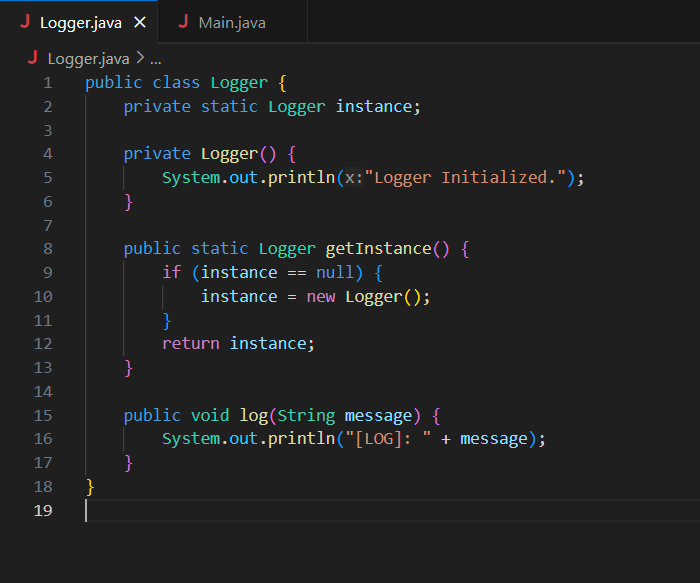 J Logger.java ×
J Main.java
J Logger.java > ...
1 public class Logger {
2     private static Logger instance;
3
4     private Logger() {
5         System.out.println(x:"Logger Initialized.");
6     }
7
8     public static Logger getInstance() {
9         if (instance == null) {
10             instance = new Logger();
11         }
12         return instance;
13     }
14
15     public void log(String message) {
16         System.out.println("[LOG]: " + message);
17     }
18 }
19